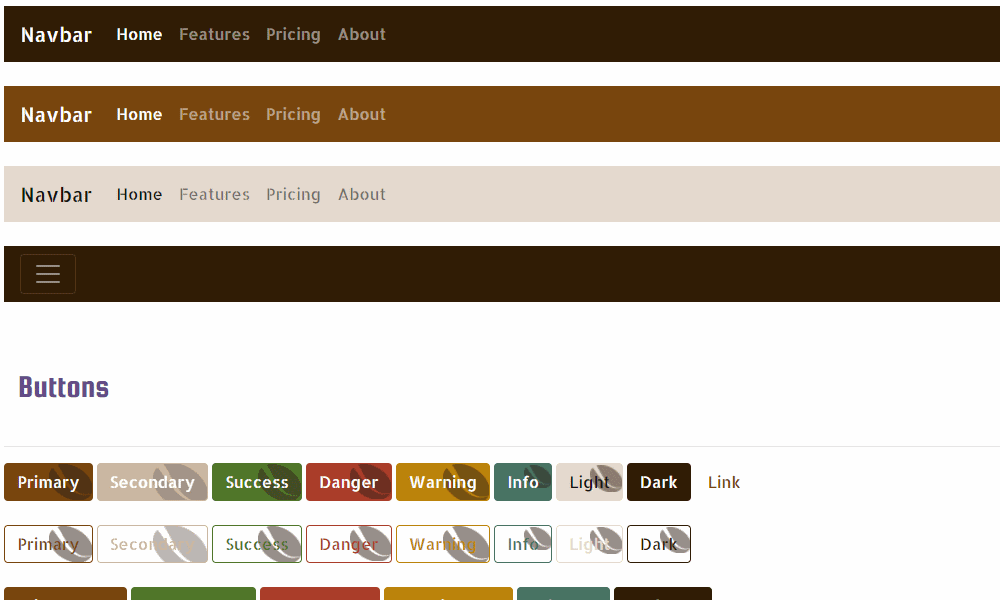 Navbar Home Features Pricing About
Navbar Home Features Pricing About
Navbar Home Features Pricing About
Buttons
Primary Secondary Success Danger Warning Info Light Dark Link
Primary Secondary Success Danger Warning Info Light Dark